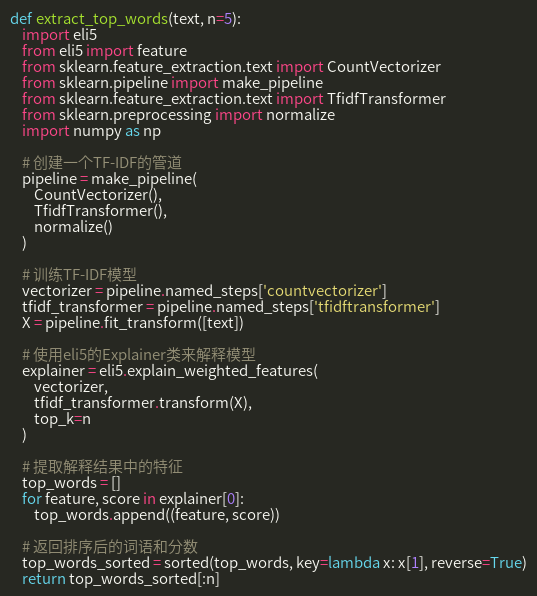 def extract_top_words(text, n=5):
    import eli5
    from eli5 import feature
    from sklearn.feature_extraction.text import CountVectorizer
    from sklearn.pipeline import make_pipeline
    from sklearn.feature_extraction.text import TfidfTransformer
    from sklearn.preprocessing import normalize
    import numpy as np

    # 创建一个TF-IDF的管道
    pipeline = make_pipeline(
        CountVectorizer(),
        TfidfTransformer(),
        normalize()
    )

    # 训练TF-IDF模型
    vectorizer = pipeline.named_steps['countvectorizer']
    tfidf_transformer = pipeline.named_steps['tfidftransformer']
    X = pipeline.fit_transform([text])

    # 使用eli5的Explainer类来解释模型
    explainer = eli5.explain_weighted_features(
        vectorizer,
        tfidf_transformer.transform(X),
        top_k=n
    )

    # 提取解释结果中的特征
    top_words = []
    for feature, score in explainer[0]:
        top_words.append((feature, score))

    # 返回排序后的词语和分数
    top_words_sorted = sorted(top_words, key=lambda x: x[1], reverse=True)
    return top_words_sorted[:n]